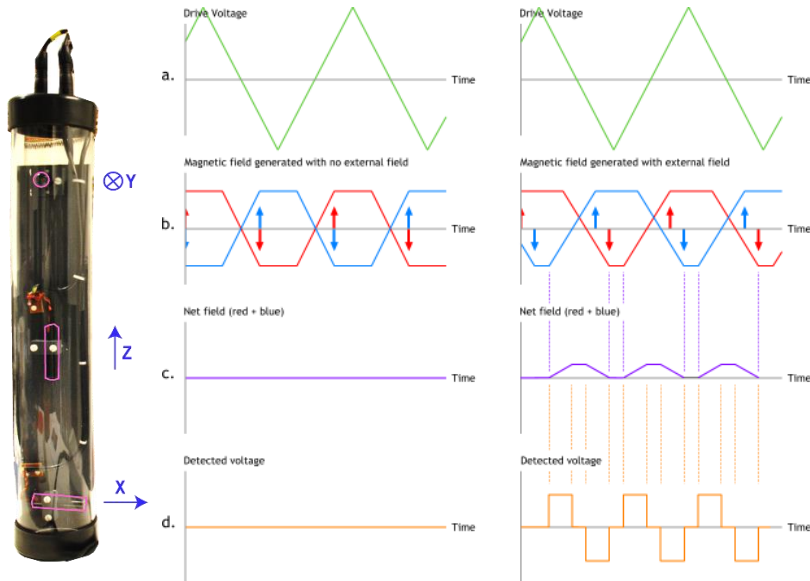 Drive Voltage
Drive Voltage
a.
Time
Time
Magnetic field generated with no external field
Magnetic field generated with external field
Y
b.
Time
Time
Net field (red + blue)
Net field (red + blue)
Z
c.
Time
Time
Detected voltage
Detected voltage
X
d.
Time
Time